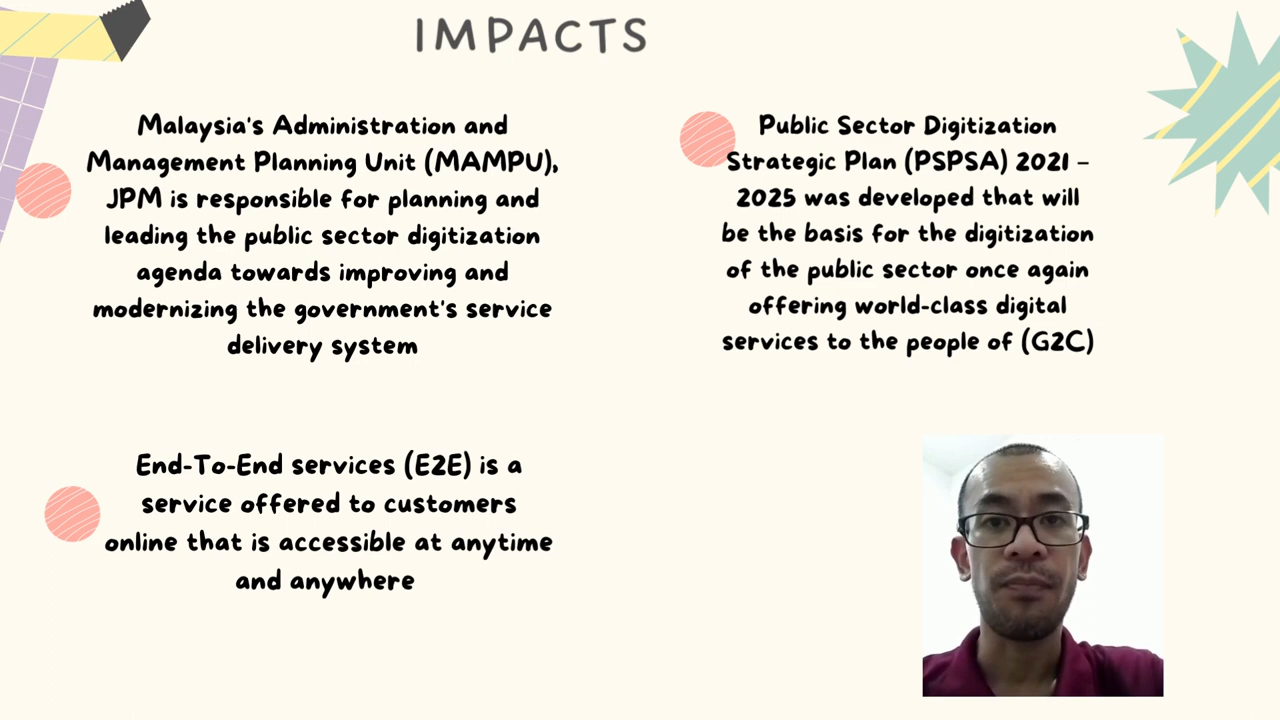 IMPACTS
Malaysia's Administration and
Management Planning Unit (MAMPU),
JPM is responsible for planning and
leading the public sector digitization
agenda towards improving and
modernizing the government's service
delivery system
Public Sector Digitization
Strategic Plan (PSPSA) 2021 –
2025 was developed that will
be the basis for the digitization
of the public sector once again
offering world-class digital
services to the people of (G2C)
End-To-End services (E2E) is a
service offered to customers
online that is accessible at anytime
and anywhere